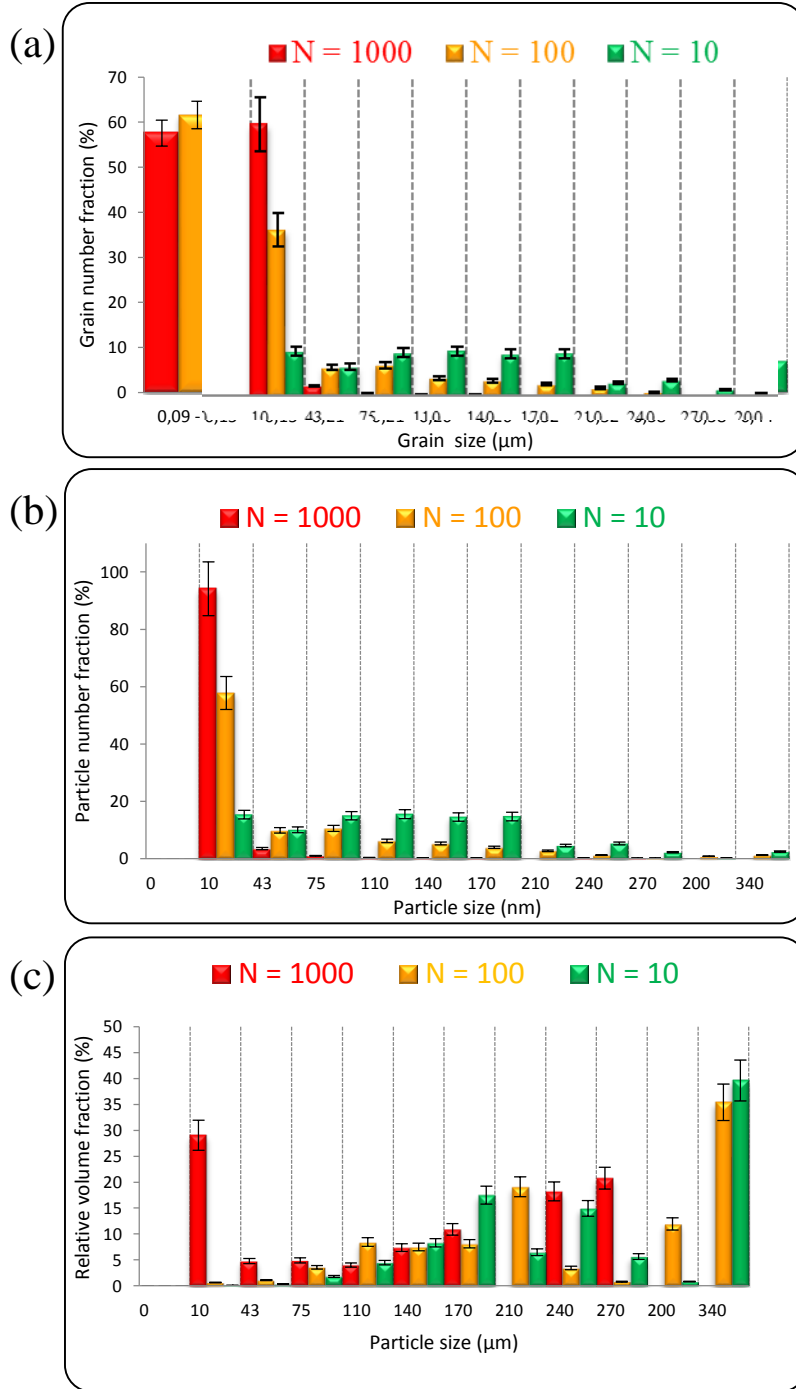 (a)
N = 1000 N = 100 N = 10
Grain number fraction (%)
70
60
50
40
30
20
10
0
0,09 -
Grain size (μm)
(b)
N = 1000 N = 100 N = 10
Particle number fraction (%)
100
80
60
40
20
0
0 10 43 75 110 140 170 210 240 270 200 340
Particle size (nm)
(c)
N = 1000 N = 100 N = 10
Relative volume fraction (%)
50
45
40
35
30
25
20
15
10
5
0
0 10 43 75 110 140 170 210 240 270 200 340
Particle size (μm)